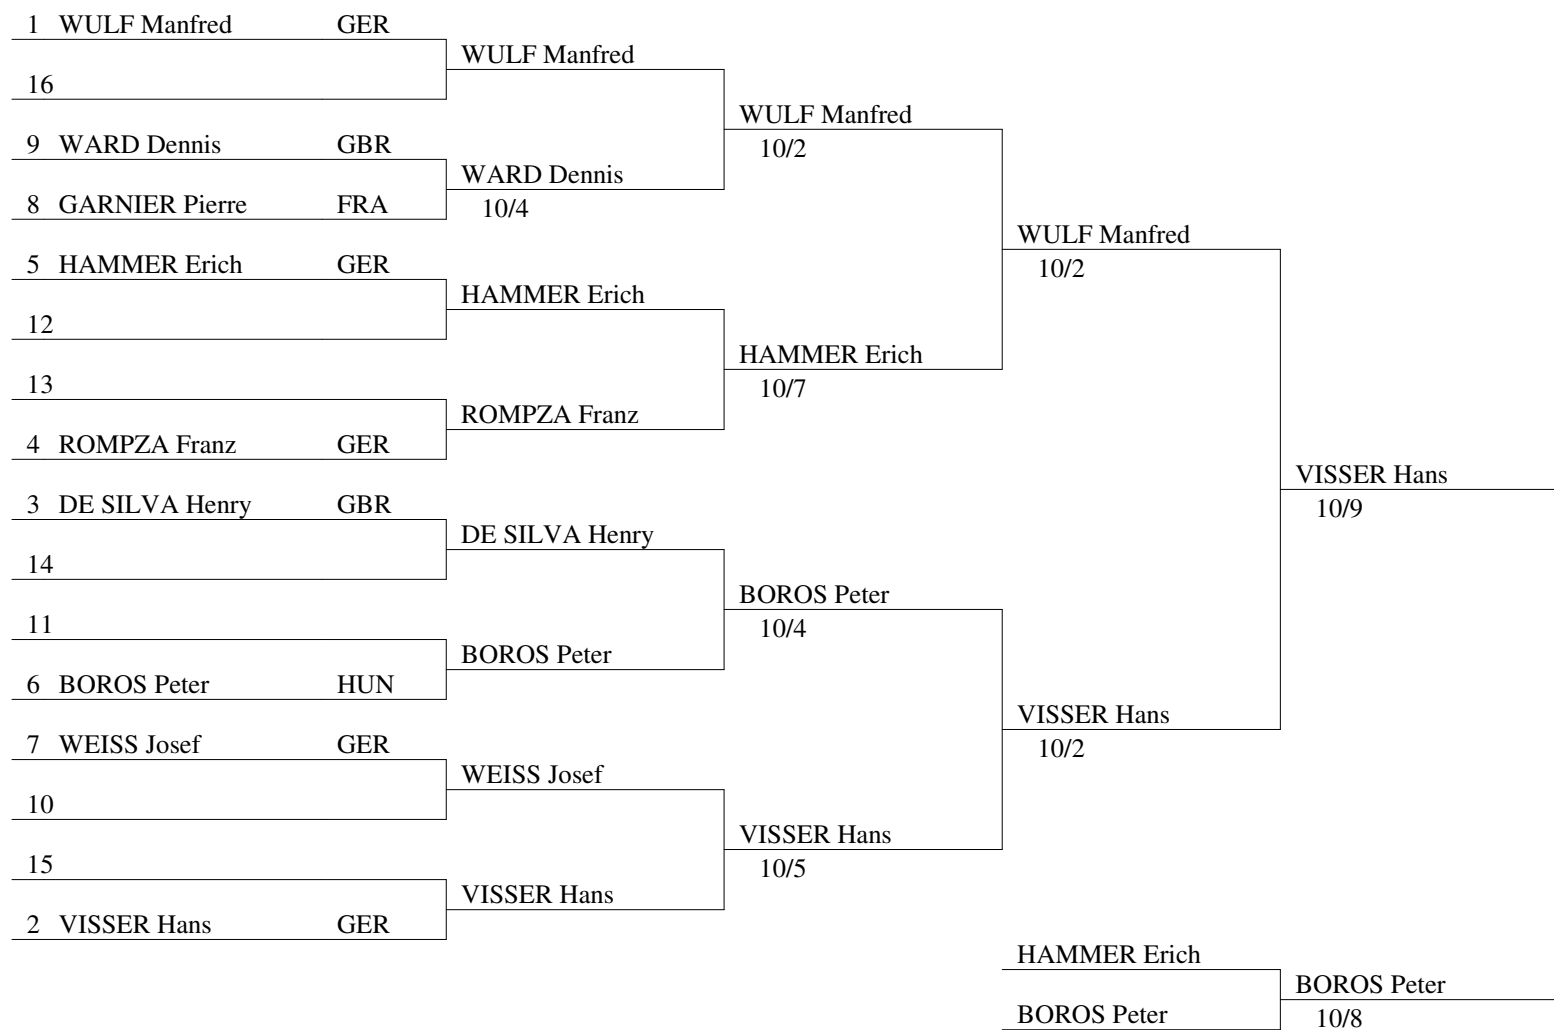 1 WULF Manfred GER
WULF Manfred
16
WULF Manfred
9 WARD Dennis GBR
10/2
WARD Dennis
8 GARNIER Pierre FRA
10/4
WULF Manfred
5 HAMMER Erich GER
10/2
HAMMER Erich
12
HAMMER Erich
13
10/7
ROMPZA Franz
4 ROMPZA Franz GER
VISSER Hans
3 DE SILVA Henry GBR
10/9
DE SILVA Henry
14
BOROS Peter
11
10/4
BOROS Peter
6 BOROS Peter HUN
VISSER Hans
7 WEISS Josef GER
10/2
WEISS Josef
10
VISSER Hans
15
10/5
VISSER Hans
2 VISSER Hans GER
HAMMER Erich
BOROS Peter
BOROS Peter
10/8